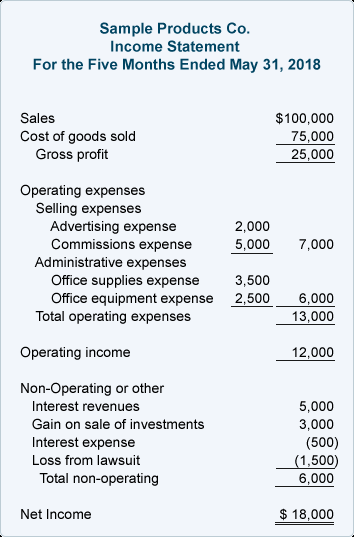 Sample Products Co.
Income Statement
For the Five Months Ended May 31, 2018
Sales $100,000
Cost of goods sold 75,000
Gross profit 25,000
Operating expenses
Selling expenses
Advertising expense 2,000
Commissions expense 5,000 7,000
Administrative expenses
Office supplies expense 3,500
Office equipment expense 2,500 6,000
Total operating expenses 13,000
Operating income 12,000
Non-Operating or other
Interest revenues 5,000
Gain on sale of investments 3,000
Interest expense (500)
Loss from lawsuit (1,500)
Total non-operating 6,000
Net Income $ 18,000